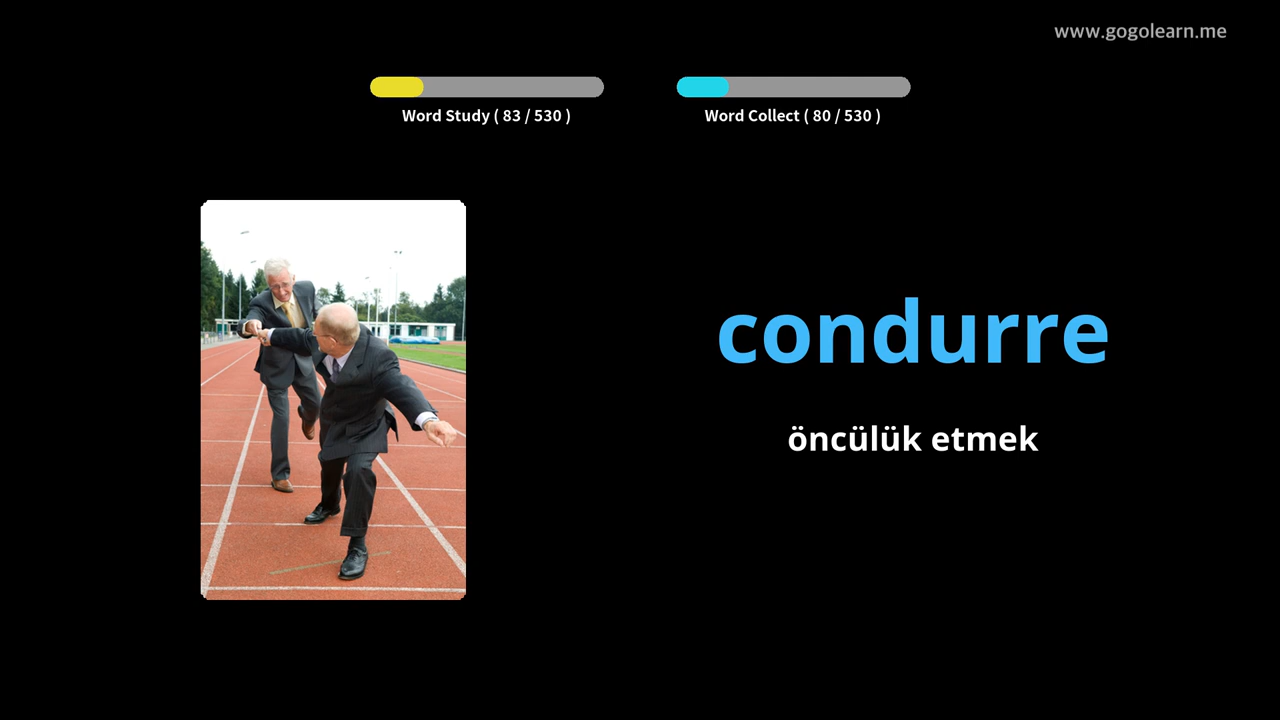 www.gogolearn.me
Word Study ( 83 / 530 )
Word Collect ( 80 / 530 )
condurre
öncülük etmek